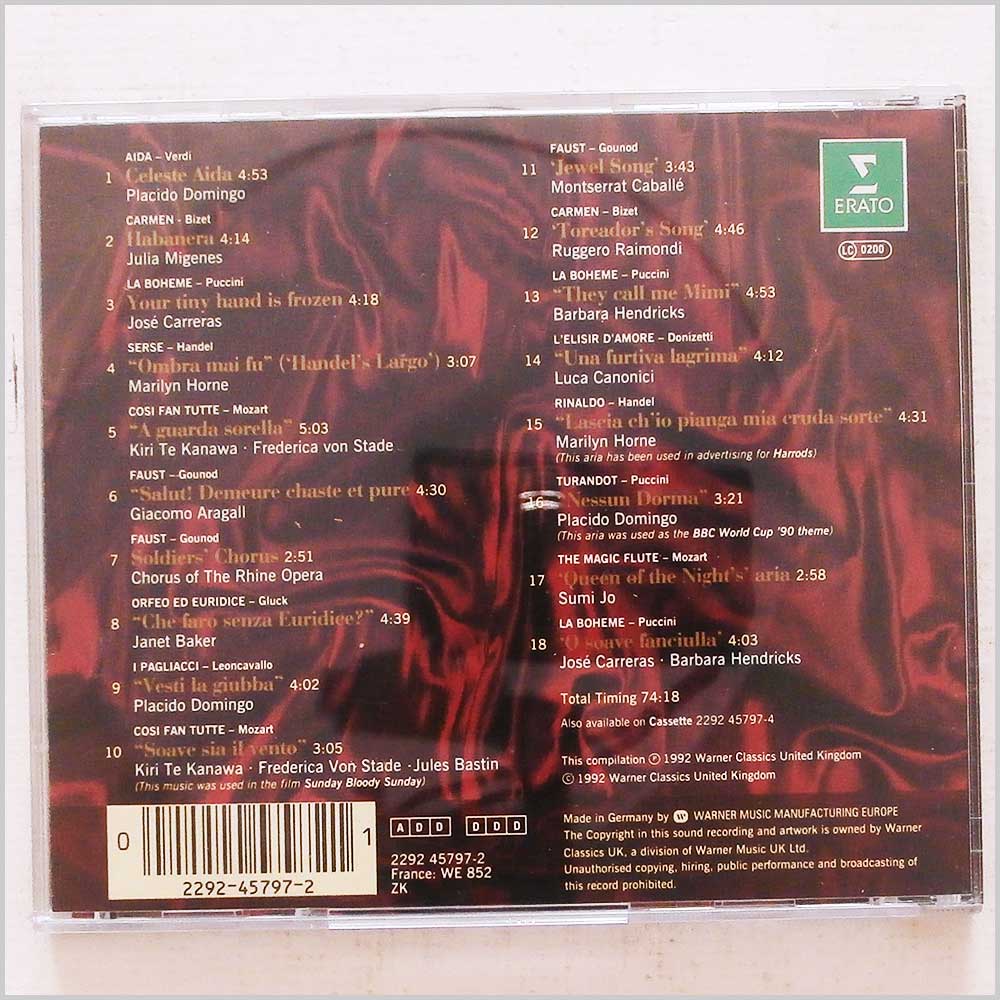 AIDA – Verdi
1 Celeste Aida 4:53
Placido Domingo
CARMEN - Bizet
2 Habanera 4:14
Julia Migenes
LA BOHEME – Puccini
3 Your tiny hand is frozen 4:18
José Carreras
SERSE – Handel
4 “Ombra mai fu” (‘Handel’s Largo’) 3:07
Marilyn Horne
COSI FAN TUTTE – Mozart
5 “A guarda sorella” 5:03
Kiri Te Kanawa · Frederica von Stade
FAUST – Gounod
6 “Salut! Demeure chaste et pure 4:30
Giacomo Aragall
FAUST – Gounod
7 Soldiers’ Chorus 2:51
Chorus of The Rhine Opera
ORFEO ED EURIDICE – Gluck
8 “Che faro senza Euridice?” 4:39
Janet Baker
I PAGLIACCI – Leoncavallo
9 “Vesti la giubba” 4:02
Placido Domingo
COSI FAN TUTTE – Mozart
10 “Soave sia il vento” 3:05
Kiri Te Kanawa · Frederica Von Stade · Jules Bastin
(This music was used in the film Sunday Bloody Sunday)
FAUST – Gounod
11 ‘Jewel Song’ 3:43
Montserrat Caballé
CARMEN – Bizet
12 ‘Toreador’s Song’ 4:46
Ruggero Raimondi
LA BOHEME – Puccini
13 “They call me Mimi” 4:53
Barbara Hendricks
L'ELISIR D'AMORE – Donizetti
14 “Una furtiva lagrima” 4:12
Luca Canonici
RINALDO – Handel
15 “Lascia ch’io pianga mia cruda sorte” 4:31
Marilyn Horne
(This aria has been used in advertising for Harrods)
TURANDOT – Puccini
16 “Nessun Dorma” 3:21
Placido Domingo
(This aria was used as the BBC World Cup '90 theme)
THE MAGIC FLUTE – Mozart
17 ‘Queen of the Night’s’ aria 2:58
Sumi Jo
LA BOHEME – Puccini
18 ‘O soave fanciulla’ 4:03
José Carreras · Barbara Hendricks
Total Timing 74:18
Also available on Cassette 2292 45797-4
This compilation ℗ 1992 Warner Classics United Kingdom
© 1992 Warner Classics United Kingdom
Made in Germany by WARNER MUSIC MANUFACTURING EUROPE
The Copyright in this sound recording and artwork is owned by Warner
Classics UK, a division of Warner Music UK Ltd.
Unauthorised copying, hiring, public performance and broadcasting of
this record prohibited.
ERATO
LC 0200
0 1
2292-45797-2
ADD DDD
2292 45797-2
France: WE 852
ZK